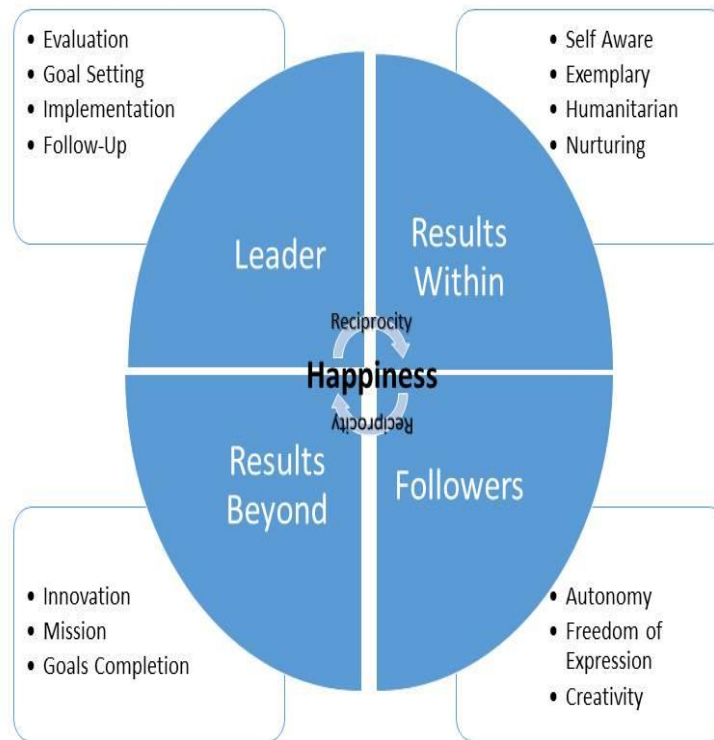 • Evaluation
• Goal Setting
• Implementation
• Follow-Up
• Self Aware
• Exemplary
• Humanitarian
• Nurturing
Leader
Results
Within
Reciprocity
Happiness
Reciprocity
Results
Beyond
Followers
• Innovation
• Mission
• Goals Completion
• Autonomy
• Freedom of
Expression
• Creativity